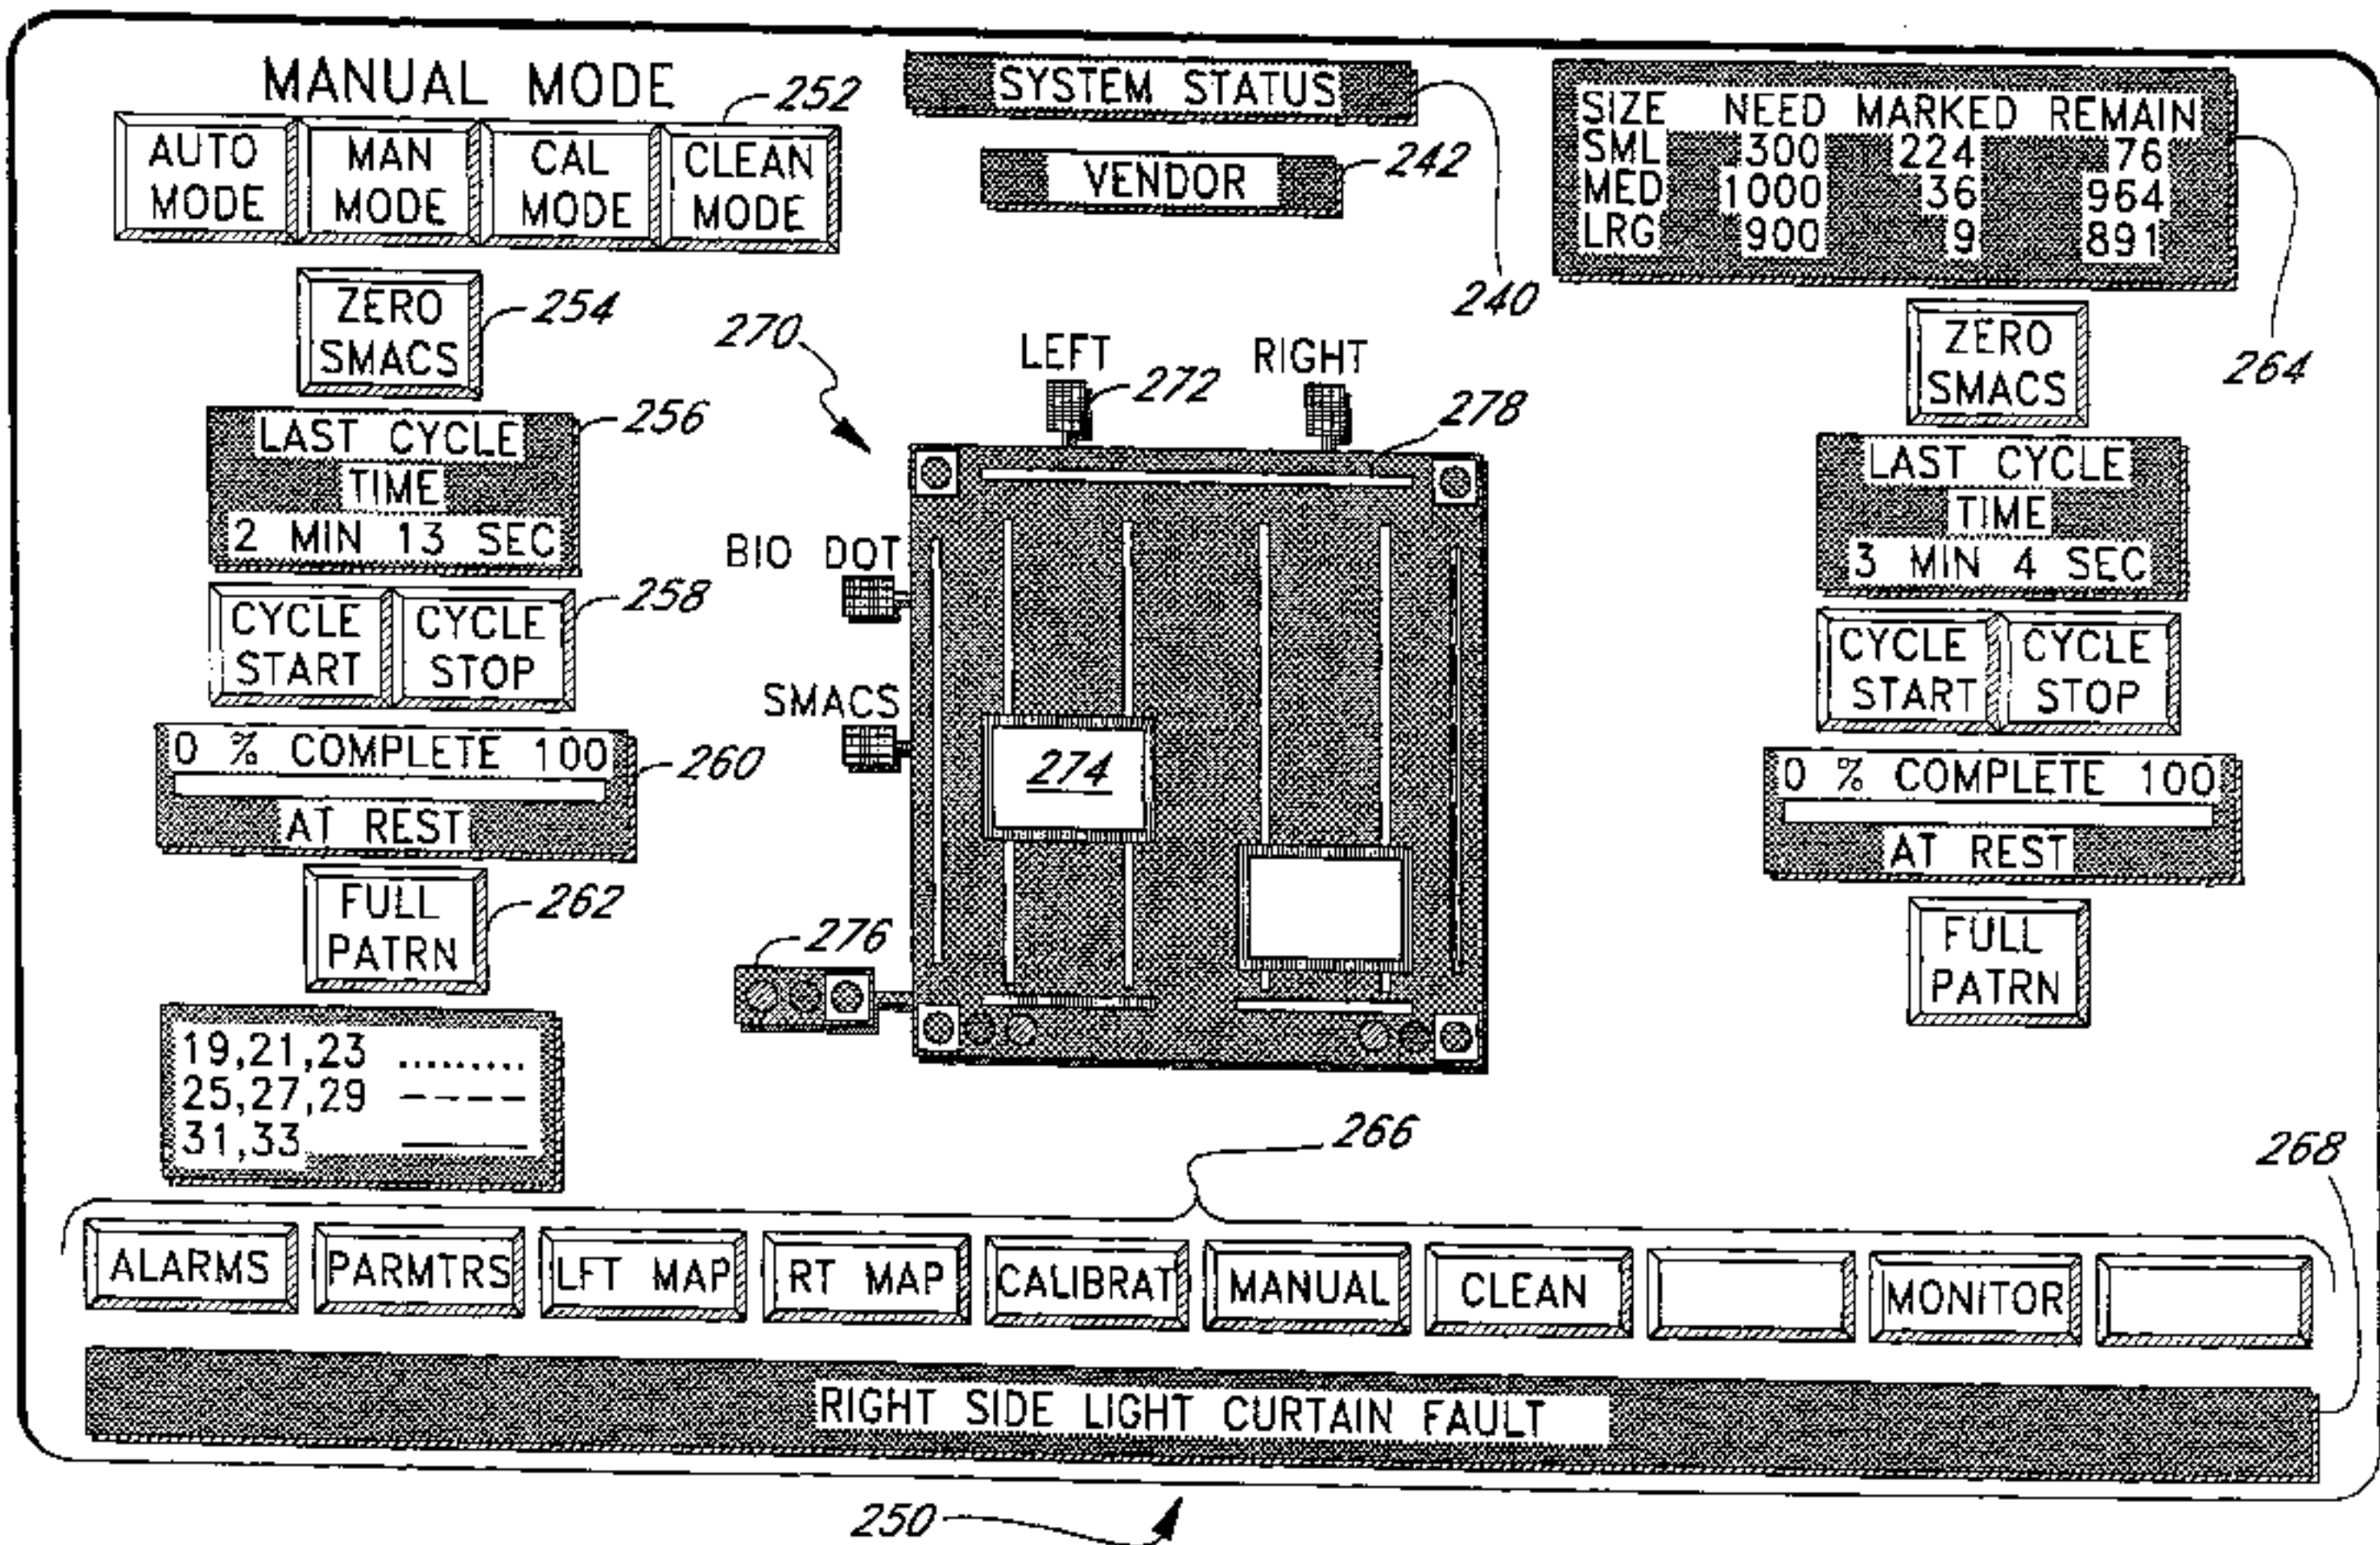 MANUAL MODE
252
AUTO MODE
MAN MODE
CAL MODE
CLEAN MODE
ZERO SMACS
254
LAST CYCLE
TIME
2 MIN 13 SEC
256
CYCLE START
CYCLE STOP
258
0 % COMPLETE 100
AT REST
260
FULL PATRN
262
19,21,23
25,27,29
31,33
SYSTEM STATUS
240
VENDOR
242
270
LEFT
272
RIGHT
278
BIO DOT
SMACS
274
276
SIZE NEED MARKED REMAIN
SML 300 224 76
MED 1000 36 964
LRG 900 9 891
264
ZERO SMACS
LAST CYCLE
TIME
3 MIN 4 SEC
CYCLE START
CYCLE STOP
0 % COMPLETE 100
AT REST
FULL PATRN
266
268
ALARMS
PARMTRS
LFT MAP
RT MAP
CALIBRAT
MANUAL
CLEAN
MONITOR
RIGHT SIDE LIGHT CURTAIN FAULT
250